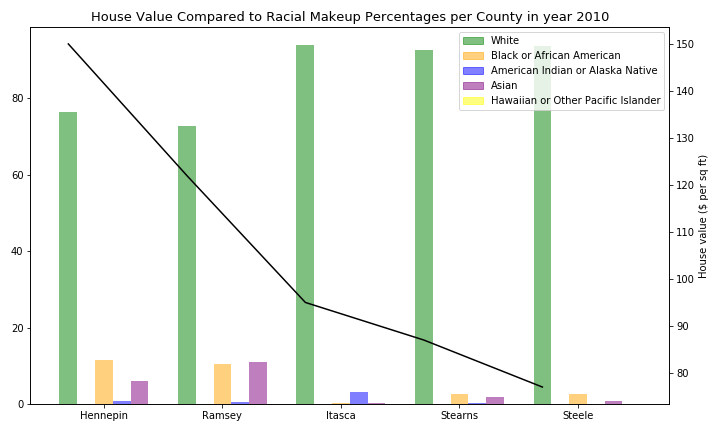 House Value Compared to Racial Makeup Percentages per County in year 2010
White
Black or African American
American Indian or Alaska Native
Asian
Hawaiian or Other Pacific Islander
80
60
40
20
0
150
140
130
120
110
100
90
80
House value ($ per sq ft)
Hennepin Ramsey Itasca Stearns Steele